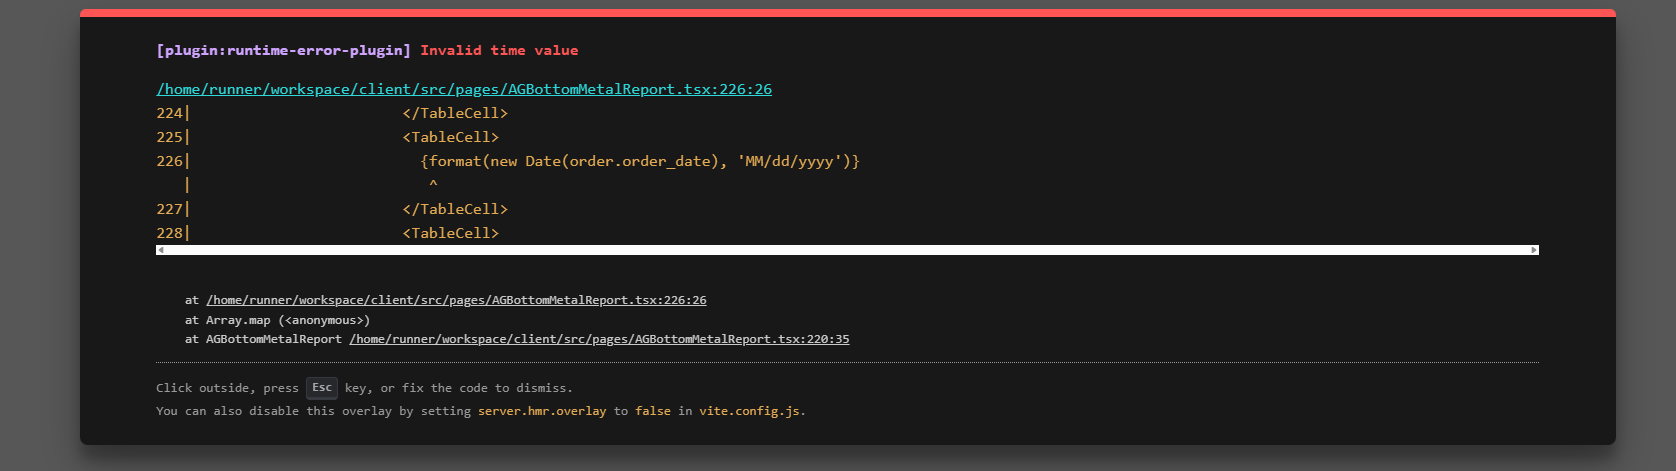 [plugin:runtime-error-plugin] Invalid time value
/home/runner/workspace/client/src/pages/AGBottomMetalReport.tsx:226:26
224|                        </TableCell>
225|                        <TableCell>
226|                          {format(new Date(order.order_date), 'MM/dd/yyyy')}
   |                           ^
227|                        </TableCell>
228|                        <TableCell>
at /home/runner/workspace/client/src/pages/AGBottomMetalReport.tsx:226:26
at Array.map (<anonymous>)
at AGBottomMetalReport /home/runner/workspace/client/src/pages/AGBottomMetalReport.tsx:220:35
Click outside, press Esc key, or fix the code to dismiss.
You can also disable this overlay by setting server.hmr.overlay to false in vite.config.js.